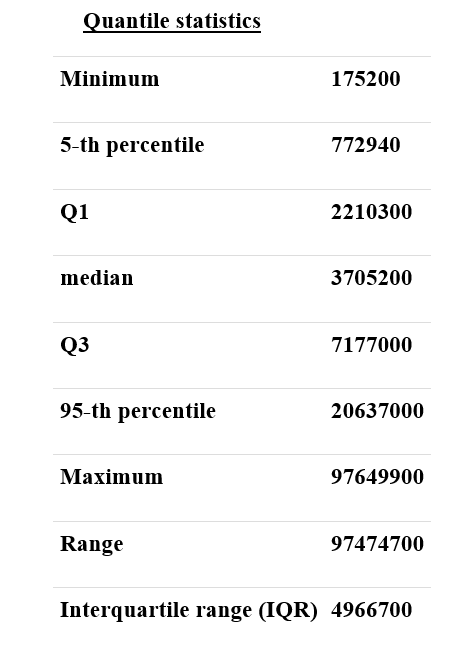 Quantile statistics
Minimum 175200
5-th percentile 772940
Q1 2210300
median 3705200
Q3 7177000
95-th percentile 20637000
Maximum 97649900
Range 97474700
Interquartile range (IQR) 4966700